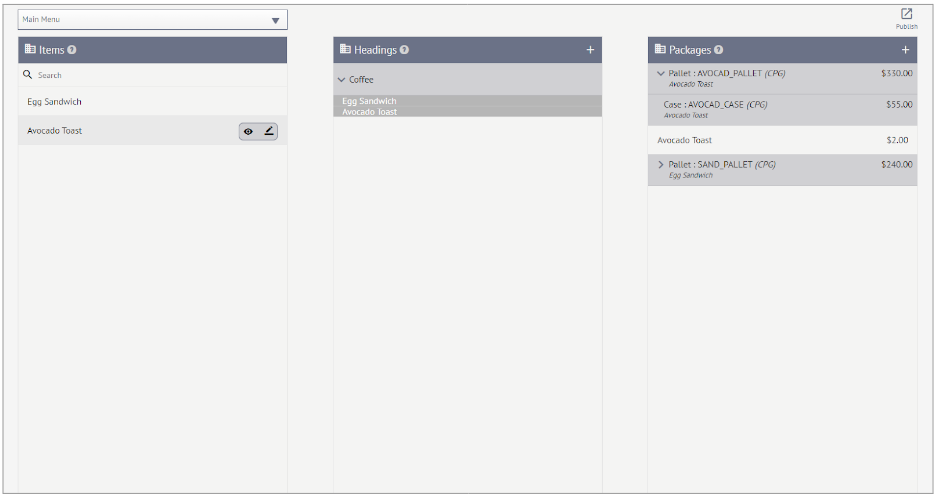 Main Menu
Publish
Items ?
Search
Egg Sandwich
Avocado Toast
Headings ?
+
Coffee
Egg Sandwich
Avocado Toast
Packages ?
+
Pallet : AVOCAD_PALLET (CPG) $330.00
Avocado Toast
Case : AVOCAD_CASE (CPG) $55.00
Avocado Toast
Avocado Toast $2.00
Pallet : SAND_PALLET (CPG) $240.00
Egg Sandwich